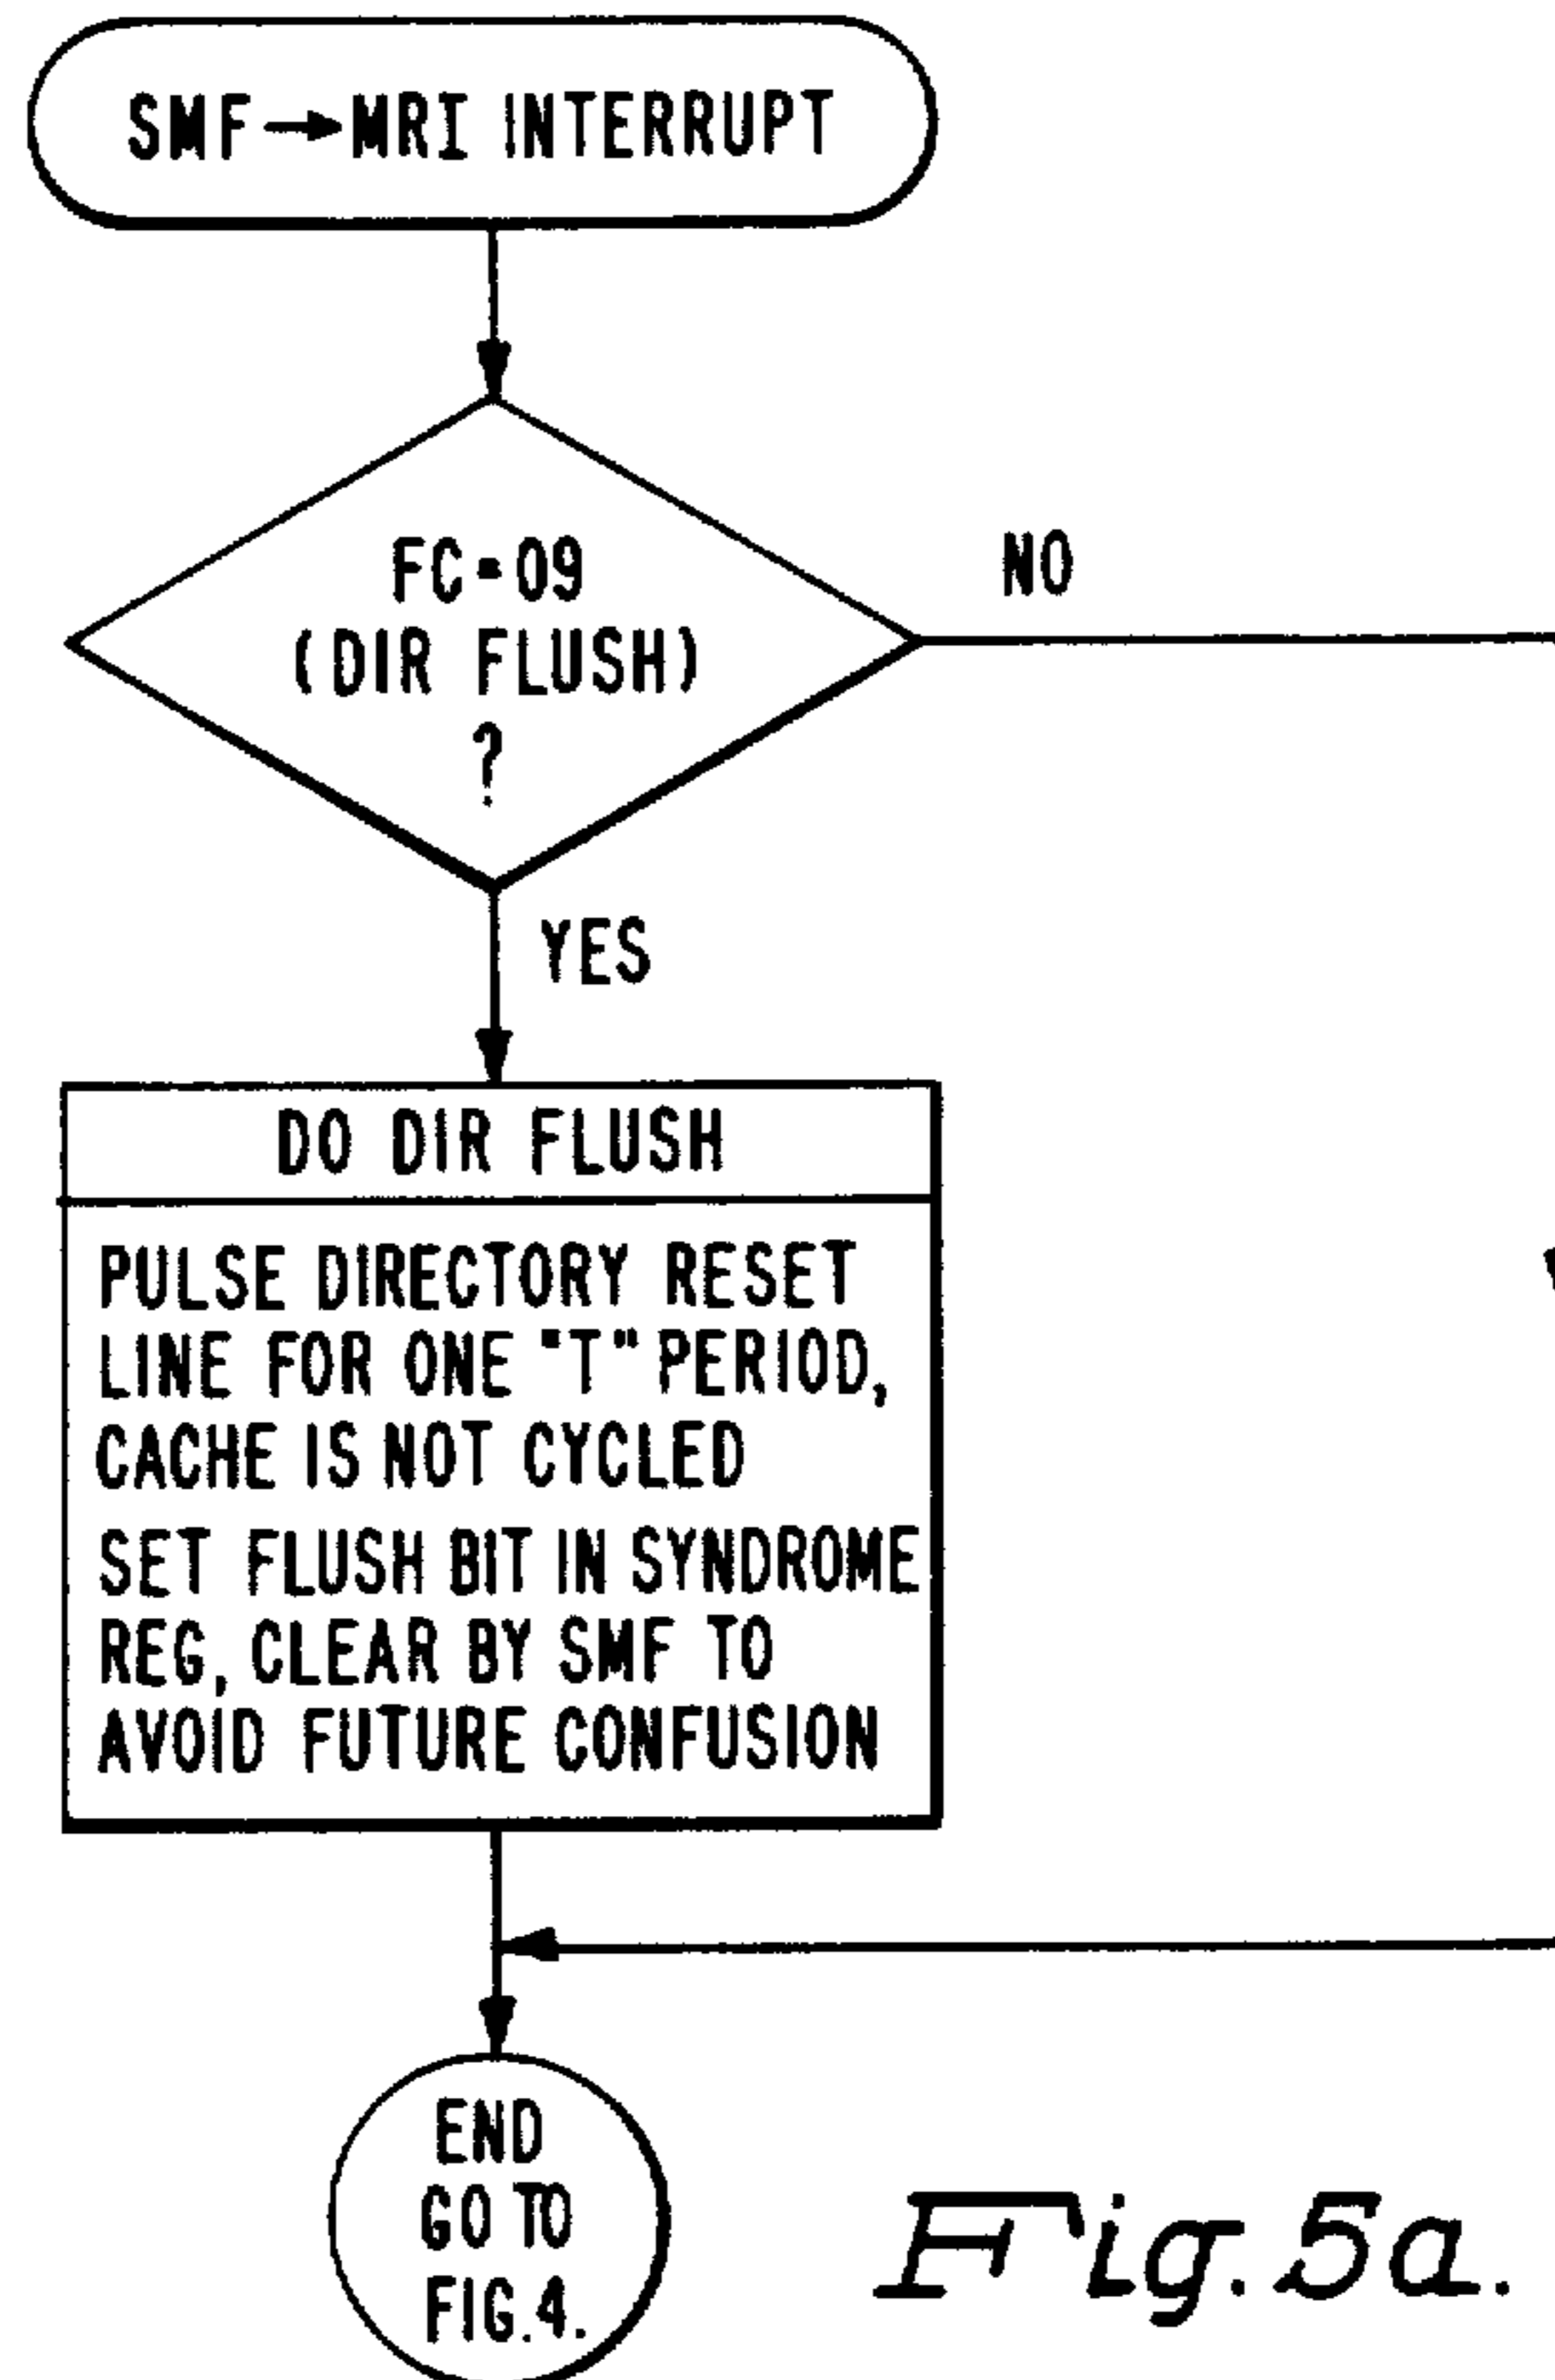 SMF→MRI INTERRUPT
FC=09
(DIR FLUSH)
?
NO
YES
DO DIR FLUSH
PULSE DIRECTORY RESET
LINE FOR ONE "T" PERIOD,
CACHE IS NOT CYCLED
SET FLUSH BIT IN SYNDROME
REG, CLEAR BY SMF TO
AVOID FUTURE CONFUSION
END
GO TO
FIG.4.
Fig.5a.